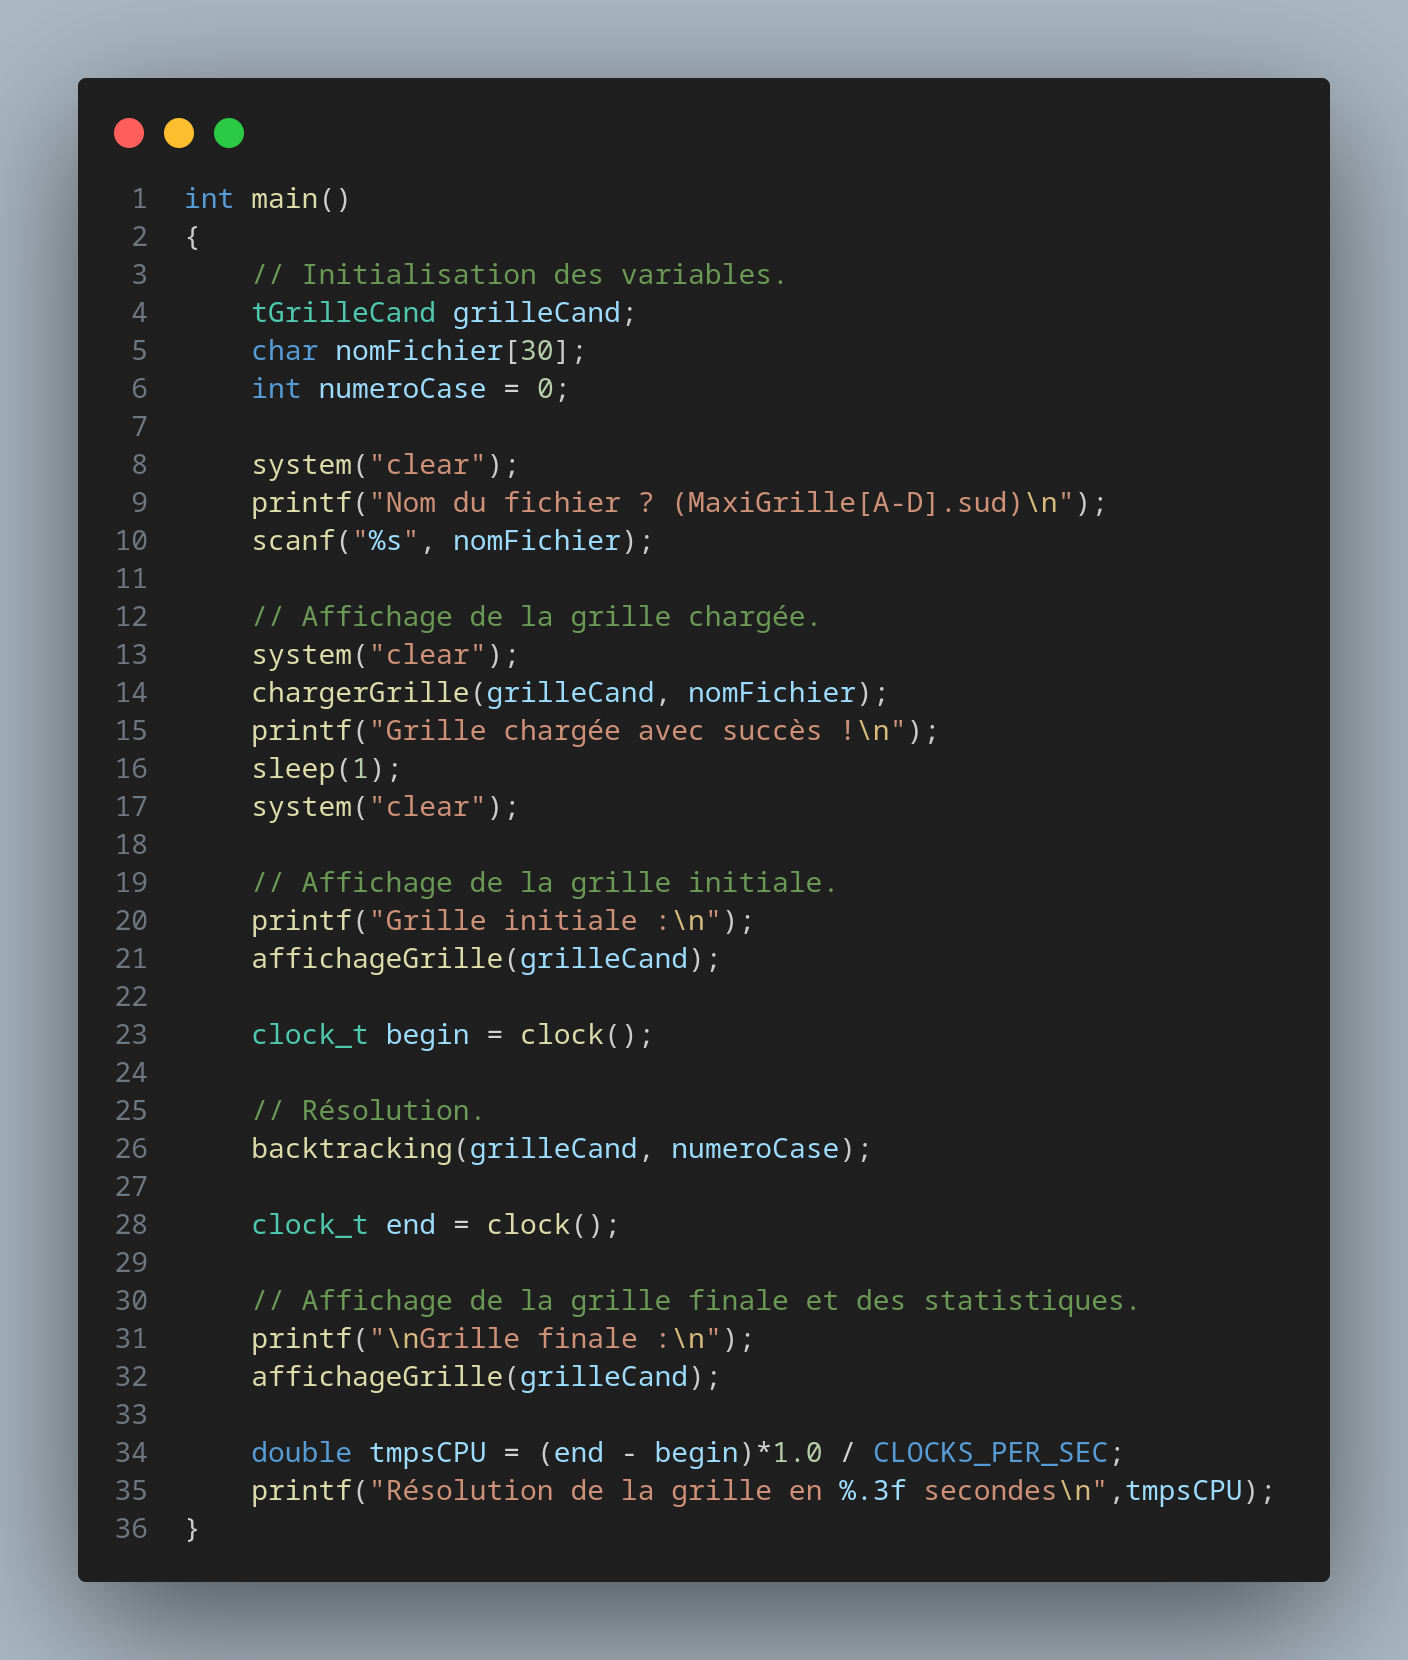 1 int main()
2 {
3     // Initialisation des variables.
4     tGrilleCand grilleCand;
5     char nomFichier[30];
6     int numeroCase = 0;
7
8     system("clear");
9     printf("Nom du fichier ? (MaxiGrille[A-D].sud)\n");
10     scanf("%s", nomFichier);
11
12     // Affichage de la grille chargée.
13     system("clear");
14     chargerGrille(grilleCand, nomFichier);
15     printf("Grille chargée avec succès !\n");
16     sleep(1);
17     system("clear");
18
19     // Affichage de la grille initiale.
20     printf("Grille initiale :\n");
21     affichageGrille(grilleCand);
22
23     clock_t begin = clock();
24
25     // Résolution.
26     backtracking(grilleCand, numeroCase);
27
28     clock_t end = clock();
29
30     // Affichage de la grille finale et des statistiques.
31     printf("\nGrille finale :\n");
32     affichageGrille(grilleCand);
33
34     double tmpsCPU = (end - begin)*1.0 / CLOCKS_PER_SEC;
35     printf("Résolution de la grille en %.3f secondes\n",tmpsCPU);
36 }